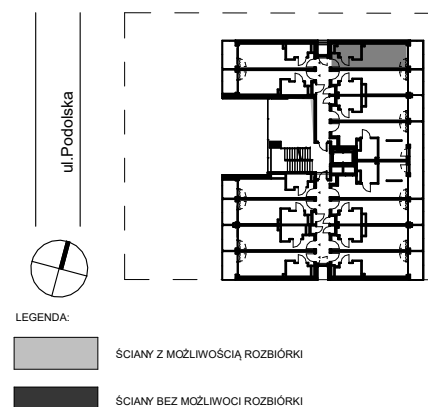 ul.Podolska
LEGENDA:
ŚCIANY Z MOŻLIWOŚCIĄ ROZBIÓRKI
ŚCIANY BEZ MOŻLIWOCI ROZBIÓRKI